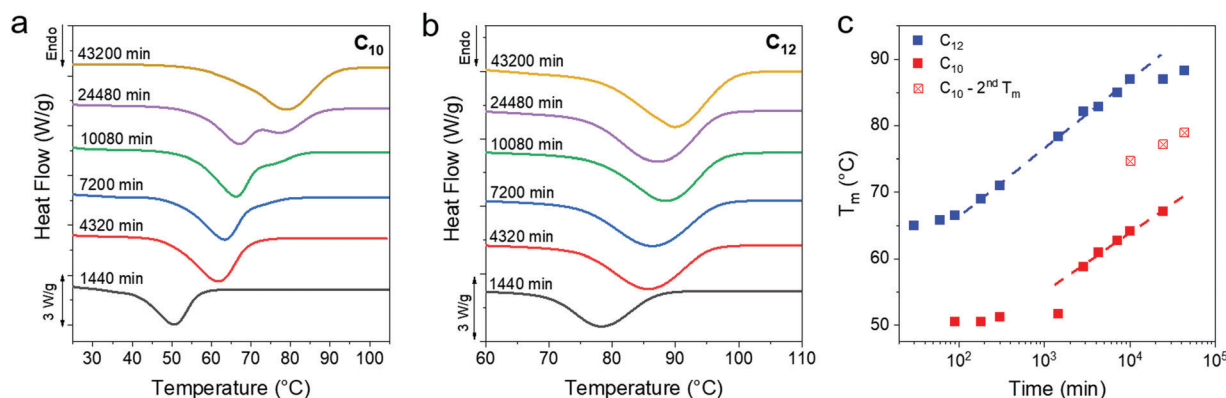 a
Endo
C10
43200 min
24480 min
10080 min
7200 min
4320 min
1440 min
3 W/g
Heat Flow (W/g)
30 40 50 60 70 80 90 100
Temperature (°C)
b
Endo
C12
43200 min
24480 min
10080 min
7200 min
4320 min
1440 min
3 W/g
Heat Flow (W/g)
60 70 80 90 100 110
Temperature (°C)
c
C12
C10
C10 - 2nd Tm
90
80
70
60
50
Tm (°C)
10² 10³ 10⁴ 10⁵
Time (min)